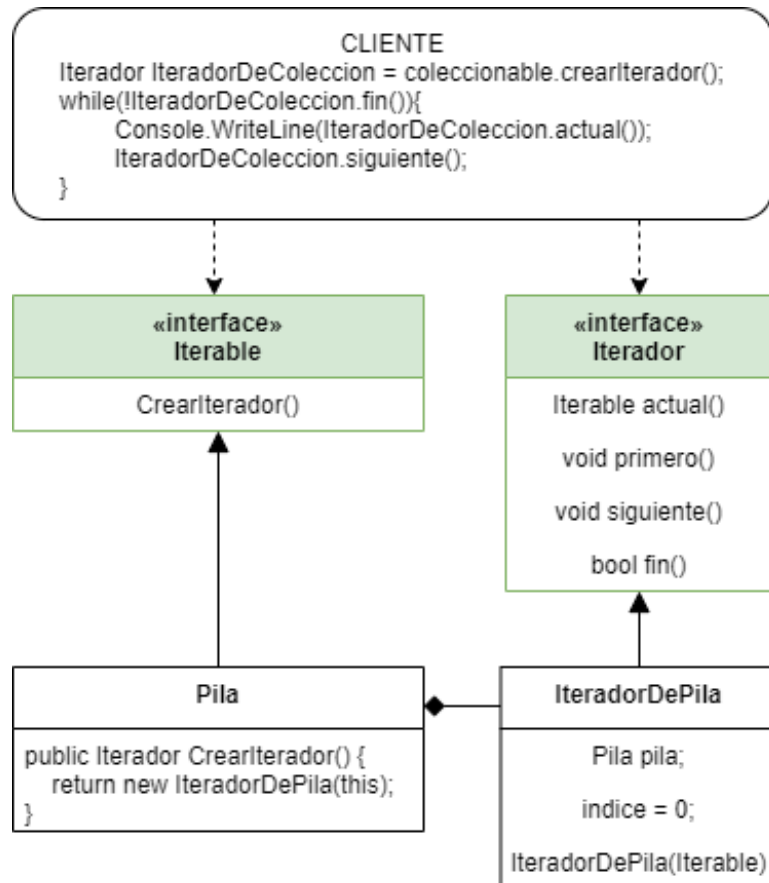 CLIENTE
Iterador IteradorDeColeccion = coleccionable.crearIterador();
while(!IteradorDeColeccion.fin()){
Console.WriteLine(IteradorDeColeccion.actual());
IteradorDeColeccion.siguiente();
}
«interface»
Iterable
CrearIterador()
«interface»
Iterador
Iterable actual()
void primero()
void siguiente()
bool fin()
Pila
public Iterador CrearIterador() {
return new IteradorDePila(this);
}
IteradorDePila
Pila pila;
indice = 0;
IteradorDePila(Iterable)